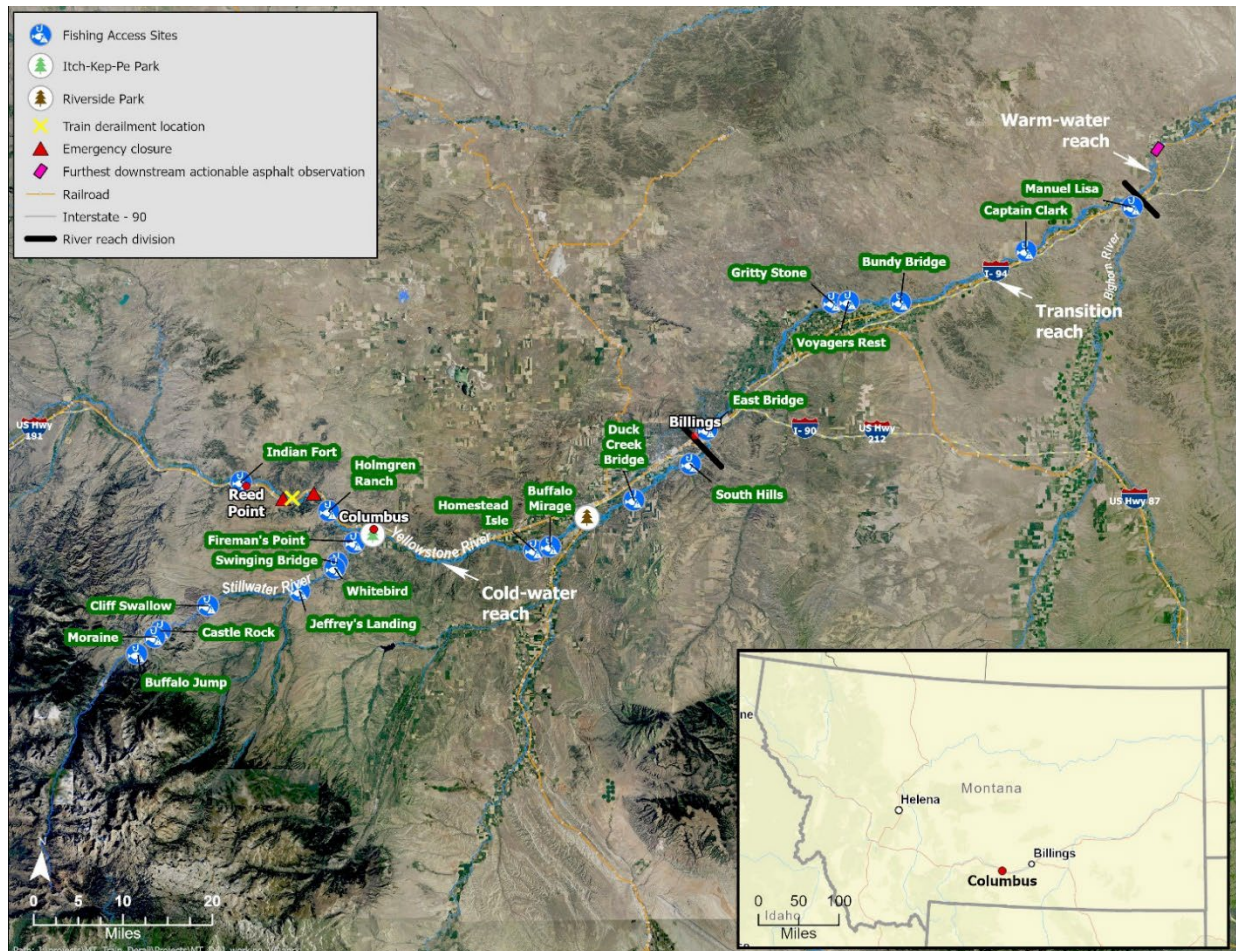 Fishing Access Sites
Itch-Kep-Pe Park
Riverside Park
Train derailment location
Emergency closure
Furthest downstream actionable asphalt observation
Railroad
Interstate - 90
River reach division
Warm-water
reach
Manuel Lisa
Captain Clark
Bighorn River
Gritty Stone
Bundy Bridge
I- 94
Transition
reach
Voyagers Rest
East Bridge
Billings
Duck
Creek
Bridge
I- 90
US Hwy
212
US Hwy
191
Indian Fort
Holmgren
Ranch
Reed
Point
Columbus
Homestead
Isle
Buffalo
Mirage
South Hills
US Hwy 87
Fireman's Point
Yellowstone River
Swinging Bridge
Stillwater River
Whitebird
Cold-water
reach
Cliff Swallow
Jeffrey's Landing
Moraine
Castle Rock
Buffalo Jump
N
0 5 10 20
Miles
Helena
Montana
Billings
Columbus
0 50 100
Idaho
Miles